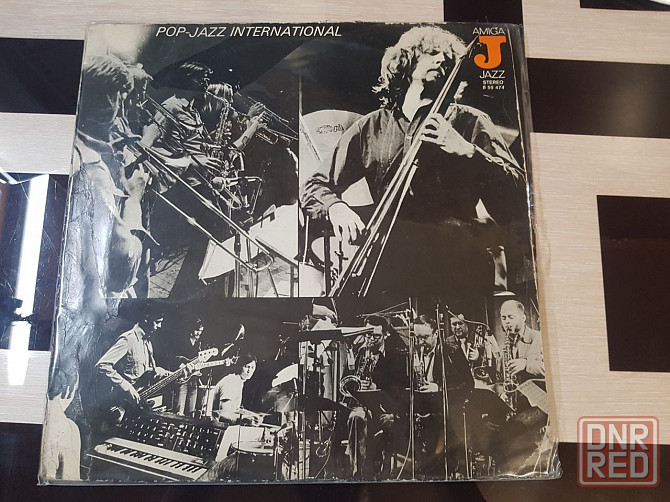 POP-JAZZ INTERNATIONAL
AMIGA
J
JAZZ
STEREO
8 55 474
DNR
RED